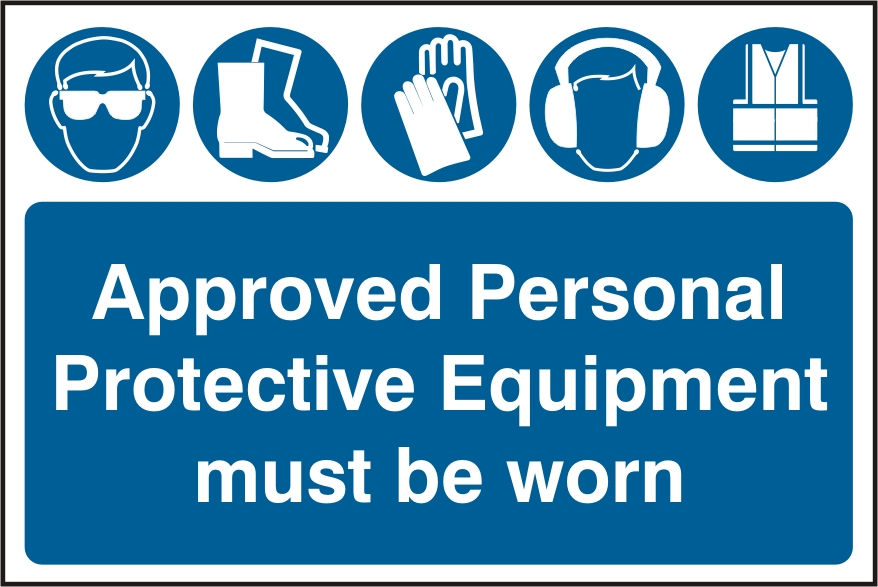 Approved Personal
Protective Equipment
must be worn